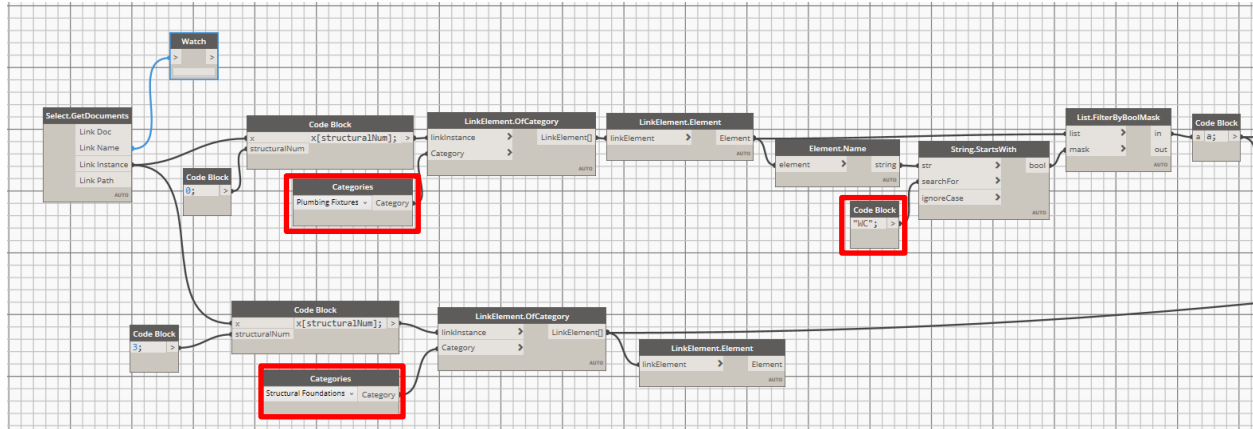 Watch
> >
Select.GetDocuments
Link Doc
Link Name
Link Instance
Link Path
AUTO
Code Block
x x[structuralNum]; >
structuralNum
Code Block
0; >
Categories
Plumbing Fixtures Category
LinkElement.OfCategory
linkInstance > LinkElement[]
Category >
AUTO
LinkElement.Element
linkElement > Element
AUTO
Element.Name
element > string
AUTO
Code Block
"WC"; >
String.StartsWith
str > bool
searchFor >
ignoreCase >
AUTO
List.FilterByBoolMask
list > in
mask > out
AUTO
Code Block
a a; >
Code Block
3; >
Code Block
x x[structuralNum]; >
structuralNum
Categories
Structural Foundations Category
LinkElement.OfCategory
linkInstance > LinkElement[]
Category >
AUTO
LinkElement.Element
linkElement > Element
AUTO